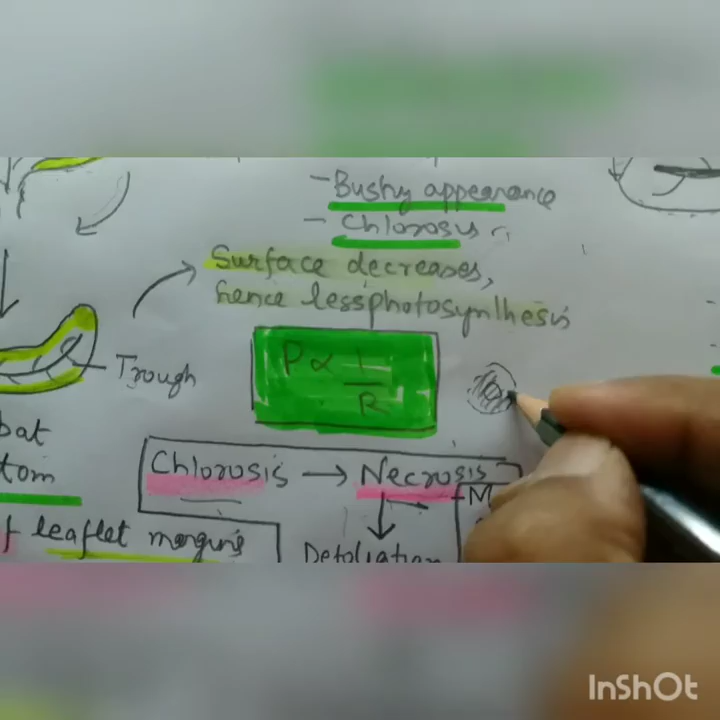 - Bushy appearance
- Chlorosis
Surface decreases,
hence less photosynthesis
Trough
P ∝ 1/R
bat
tom
Chlorosis → Necrosis
M
f leaflet margins
Defoliation
InShOt